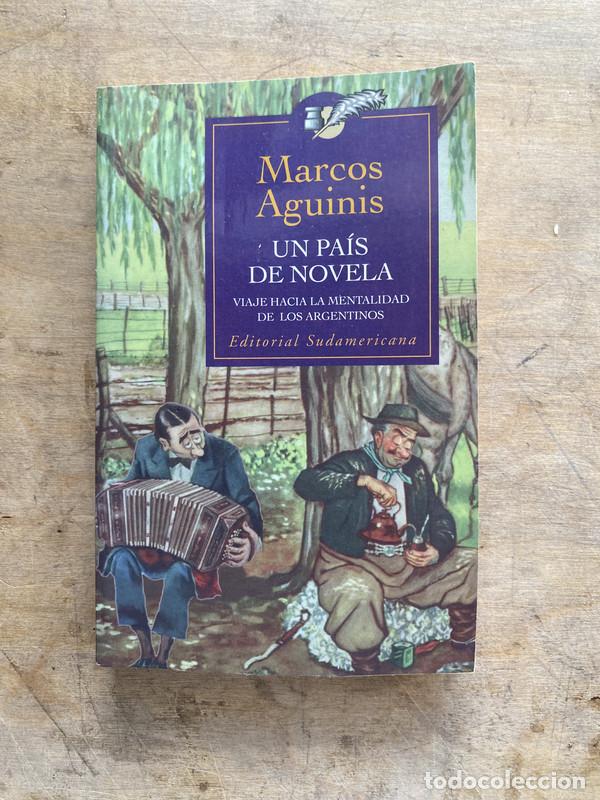 Marcos
Aguinis
UN PAÍS
DE NOVELA
VIAJE HACIA LA MENTALIDAD
DE LOS ARGENTINOS
Editorial Sudamericana
todocoleccion